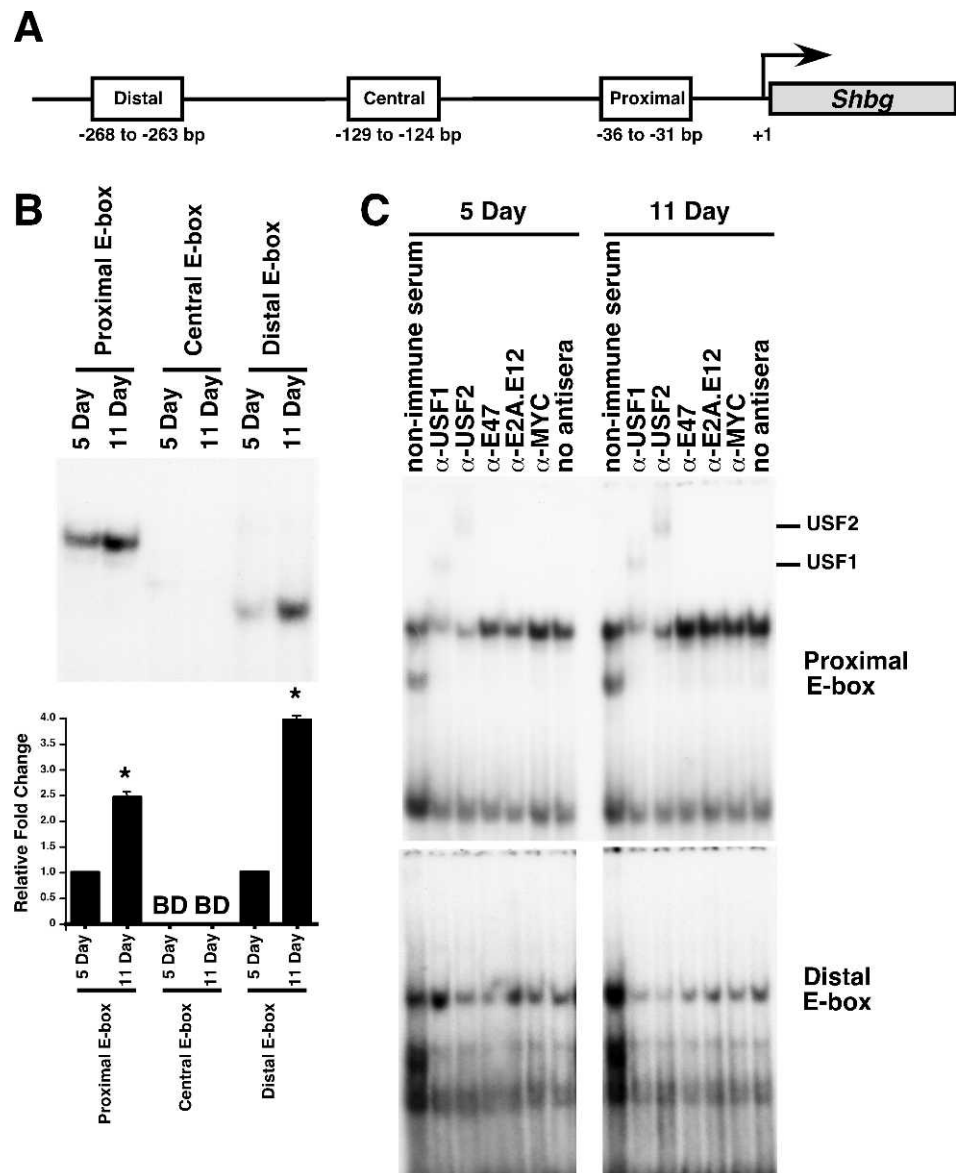 A
Distal
Central
Proximal
Shbg
-268 to -263 bp
-129 to -124 bp
-36 to -31 bp
+1
B
Proximal E-box
Central E-box
Distal E-box
5 Day
11 Day
5 Day
11 Day
5 Day
11 Day
Relative Fold Change
4.0
3.5
3.0
2.5
2.0
1.5
1.0
0.5
0
*
BD
BD
*
5 Day
11 Day
5 Day
11 Day
5 Day
11 Day
Proximal E-box
Central E-box
Distal E-box
C
5 Day
11 Day
non-immune serum
α-USF1
α-USF2
α-E47
α-E2A.E12
α-MYC
no antisera
non-immune serum
α-USF1
α-USF2
α-E47
α-E2A.E12
α-MYC
no antisera
USF2
USF1
Proximal
E-box
Distal
E-box